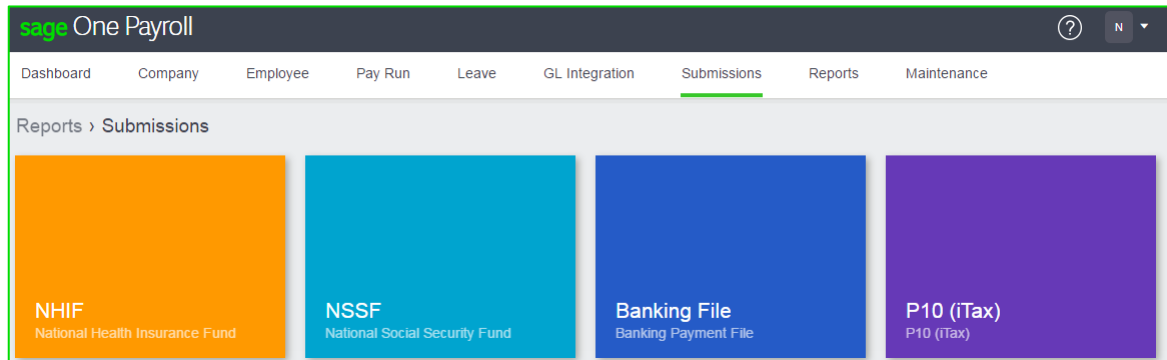 sage One Payroll
? N
Dashboard Company Employee Pay Run Leave GL Integration Submissions Reports Maintenance
Reports › Submissions
NHIF
National Health Insurance Fund
NSSF
National Social Security Fund
Banking File
Banking Payment File
P10 (iTax)
P10 (iTax)